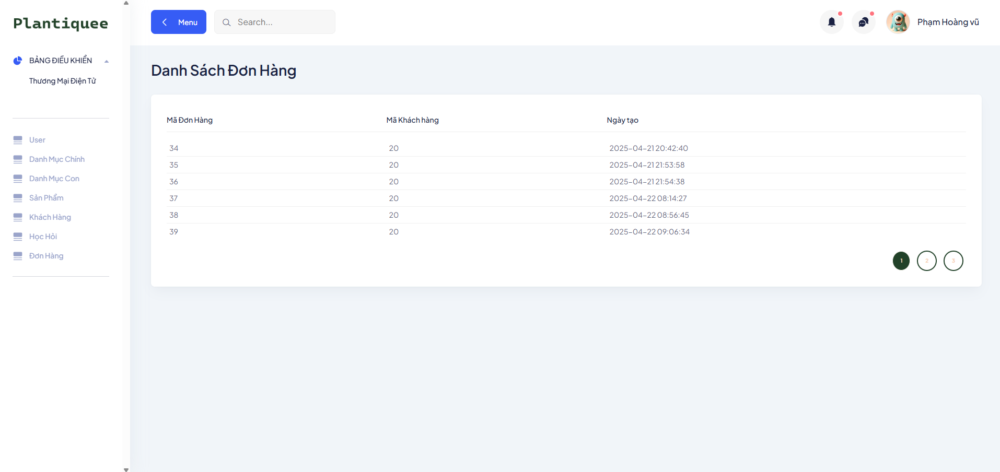 Plantiquee
BẢNG ĐIỀU KHIỂN
Thương Mại Điện Tử
User
Danh Mục Chính
Danh Mục Con
Sản Phẩm
Khách Hàng
Học Hỏi
Đơn Hàng
Menu
Search...
Phạm Hoàng vũ
Danh Sách Đơn Hàng
Mã Đơn Hàng Mã Khách hàng Ngày tạo
34 20 2025-04-21 20:42:40
35 20 2025-04-21 21:53:58
36 20 2025-04-21 21:54:38
37 20 2025-04-22 08:14:27
38 20 2025-04-22 08:56:45
39 20 2025-04-22 09:06:34
1 2 3